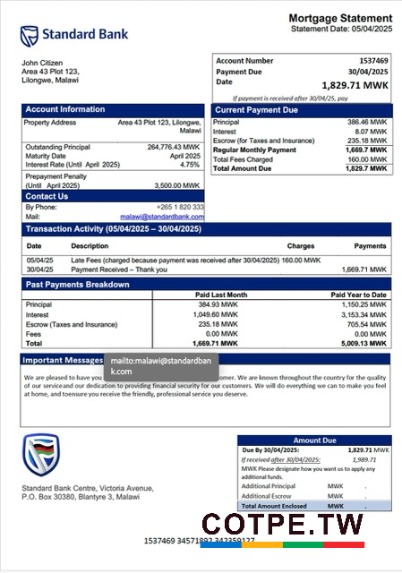 Standard Bank
Mortgage Statement
Statement Date: 05/04/2025
John Citizen
Area 43 Plot 123,
Lilongwe, Malawi
Account Number 1537469
Payment Due 30/04/2025
Date 1,829.71 MWK
If payment is received after 30/04/25, pay
Account Information
Property Address Area 43 Plot 123, Lilongwe,
Malawi
Outstanding Principal 264,776.43 MWK
Maturity Date April 2025
Interest Rate (Until April 2025) 4.75%
Prepayment Penalty
(Until April 2025) 3,500.00 MWK
Contact Us
By Phone: +265 1 820 333
Mail: malawi@standardbank.com
Current Payment Due
Principal 386.46 MWK
Interest 8.07 MWK
Escrow (for Taxes and Insurance) 235.18 MWK
Regular Monthly Payment 1,669.7 MWK
Total Fees Charged 160.00 MWK
Total Amount Due 1,829.7 MWK
Transaction Activity (05/04/2025 – 30/04/2025)
Date Description Charges Payments
05/04/25 Late Fees (charged because payment was received after 30/04/2025) 160.00 MWK
30/04/25 Payment Received – Thank you 1,669.71 MWK
Past Payments Breakdown
Paid Last Month Paid Year to Date
Principal 384.93 MWK 1,150.25 MWK
Interest 1,049.60 MWK 3,153.34 MWK
Escrow (Taxes and Insurance) 235.18 MWK 705.54 MWK
Fees 0.00 MWK 0.00 MWK
Total 1,669.71 MWK 5,009.13 MWK
Important Messages
mailto:malawi@standardban
k.com
We are pleased to have you omer. We are known throughout the country for the quality
of our serviceand our dedication to providing financial security for our customers. We will do everything we can to make you feel
at home, and toensure you receive the friendly, professional service you deserve.
Standard Bank Centre, Victoria Avenue,
P.O. Box 30380, Blantyre 3, Malawi
Amount Due
Due By 30/04/2025: 1,829.71 MWK
If received after 30/04/2025: 1,989.71
MWK Please designate how you want us to apply any
additional funds.
Additional Principal MWK .
Additional Escrow MWK .
Total Amount Enclosed MWK .
COTPE.TW
1537469 34571892 342359127